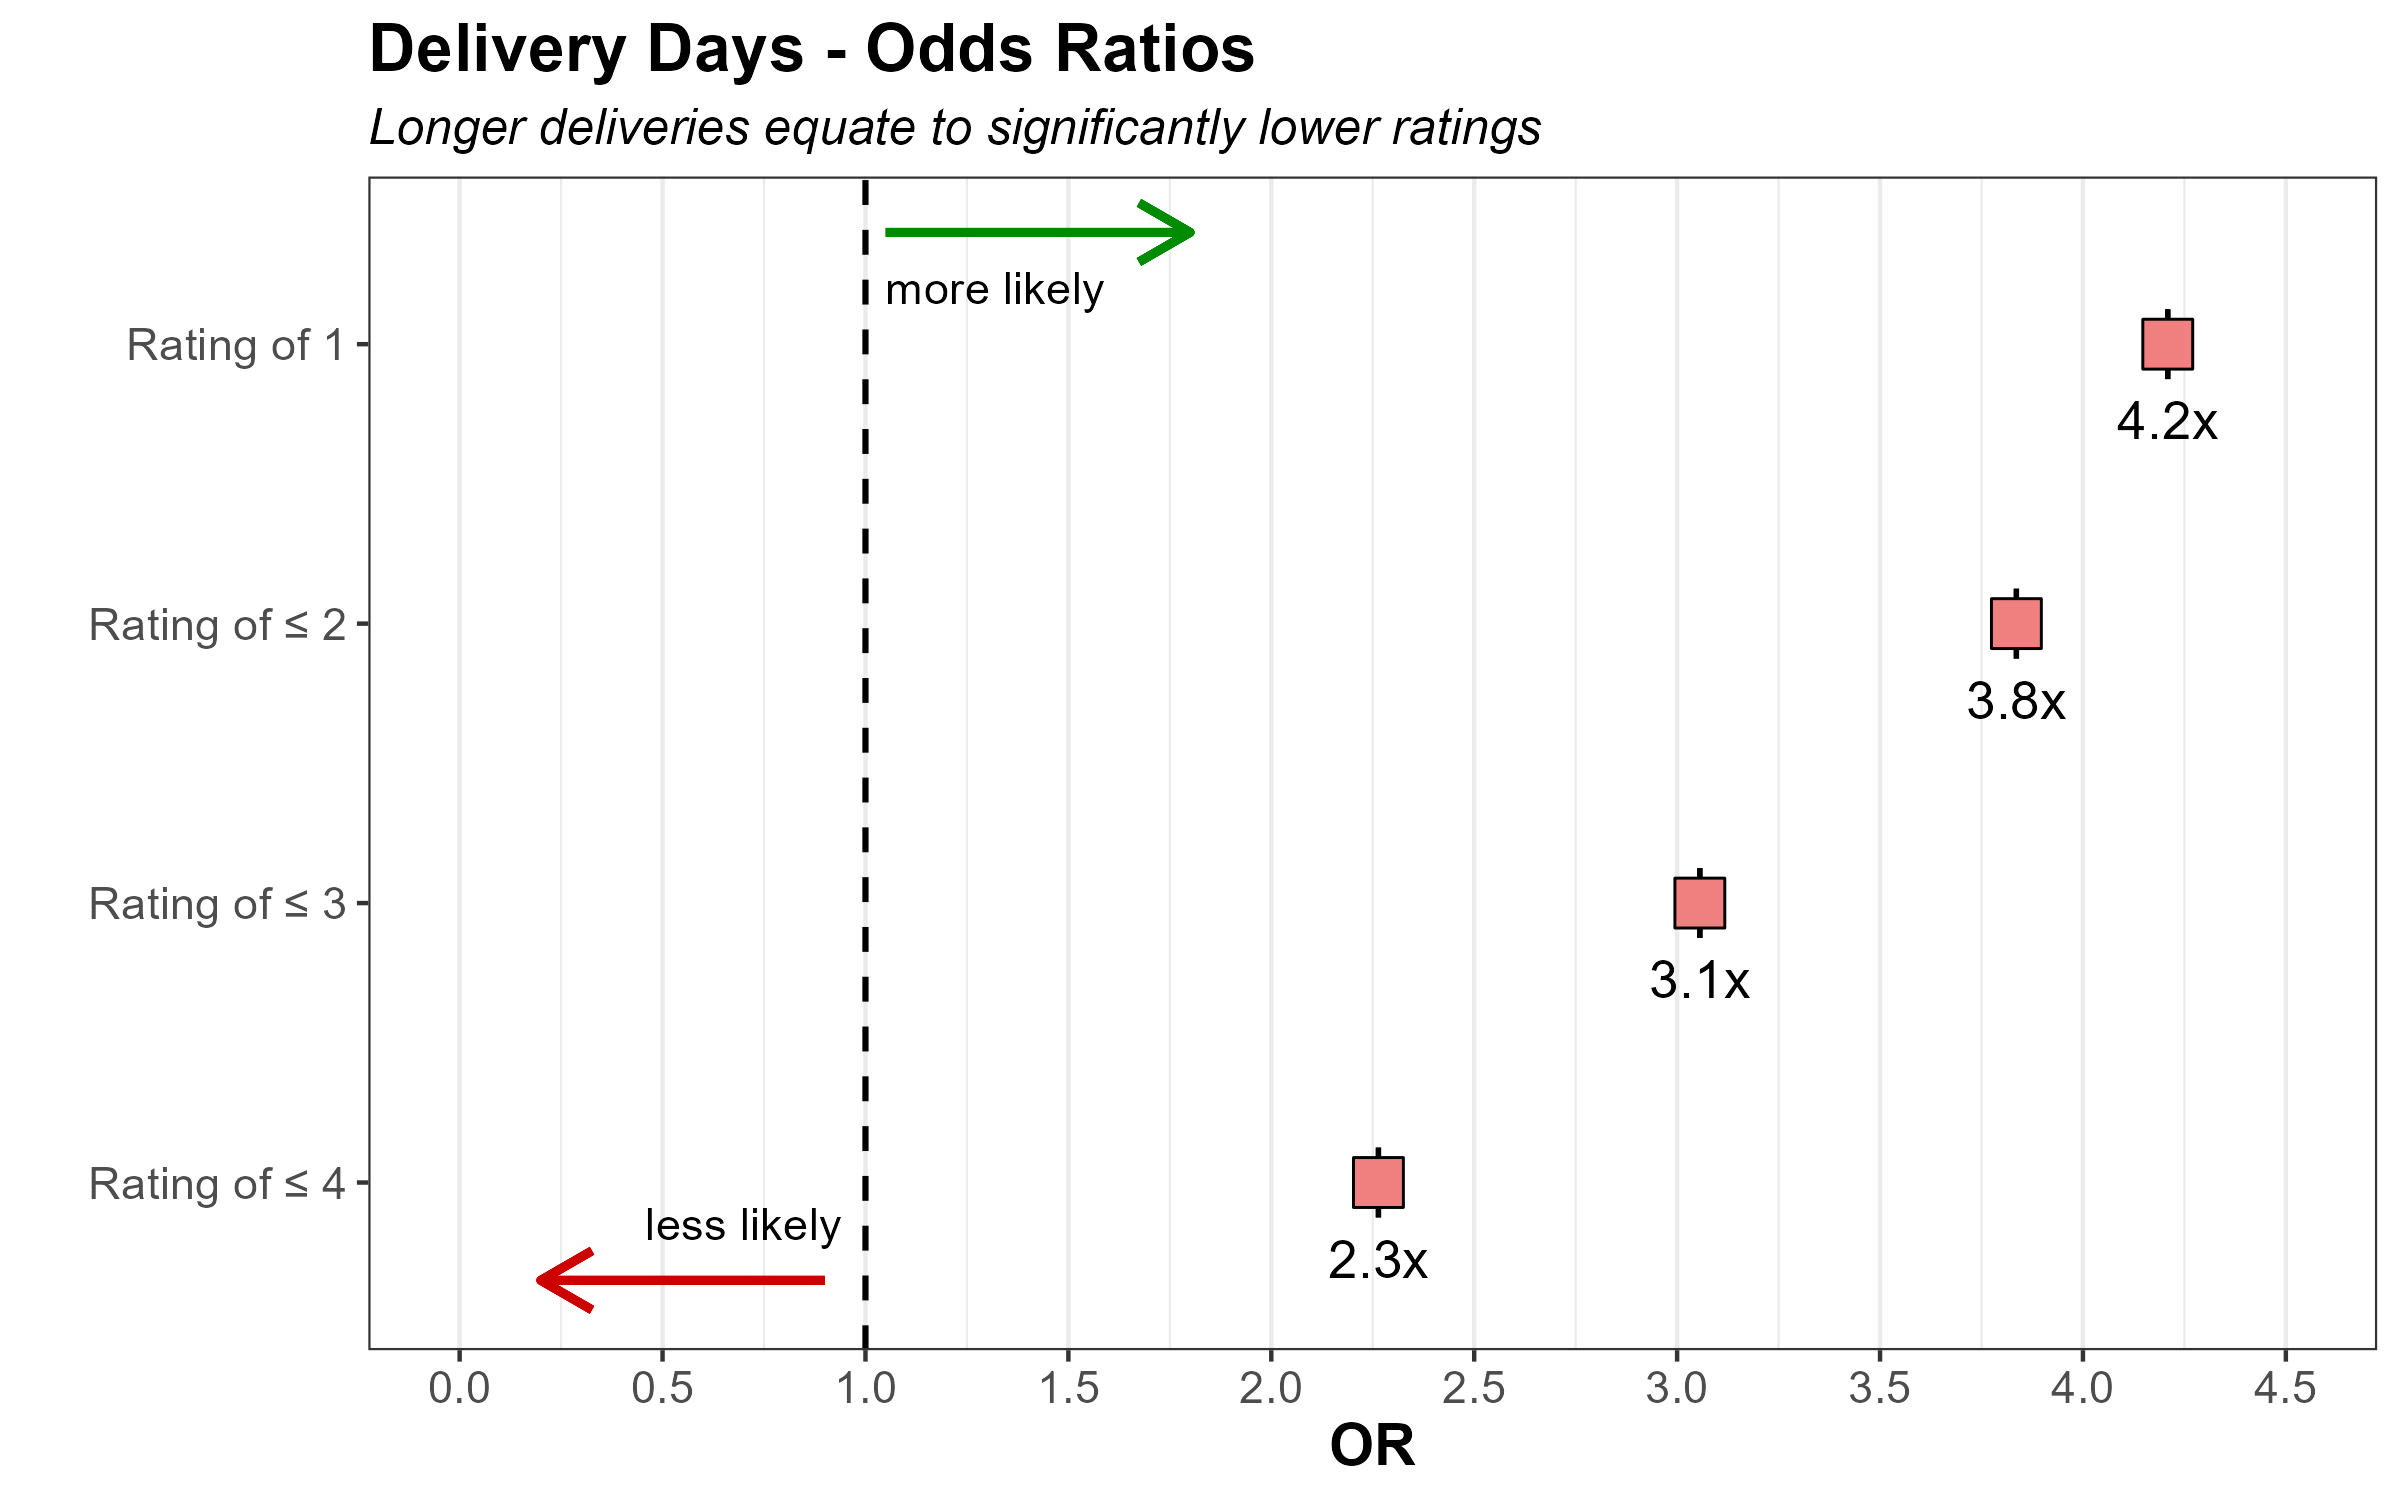 Delivery Days - Odds Ratios
Longer deliveries equate to significantly lower ratings
more likely
Rating of 1
4.2x
Rating of ≤ 2
3.8x
Rating of ≤ 3
3.1x
Rating of ≤ 4
less likely
2.3x
0.0 0.5 1.0 1.5 2.0 2.5 3.0 3.5 4.0 4.5
OR